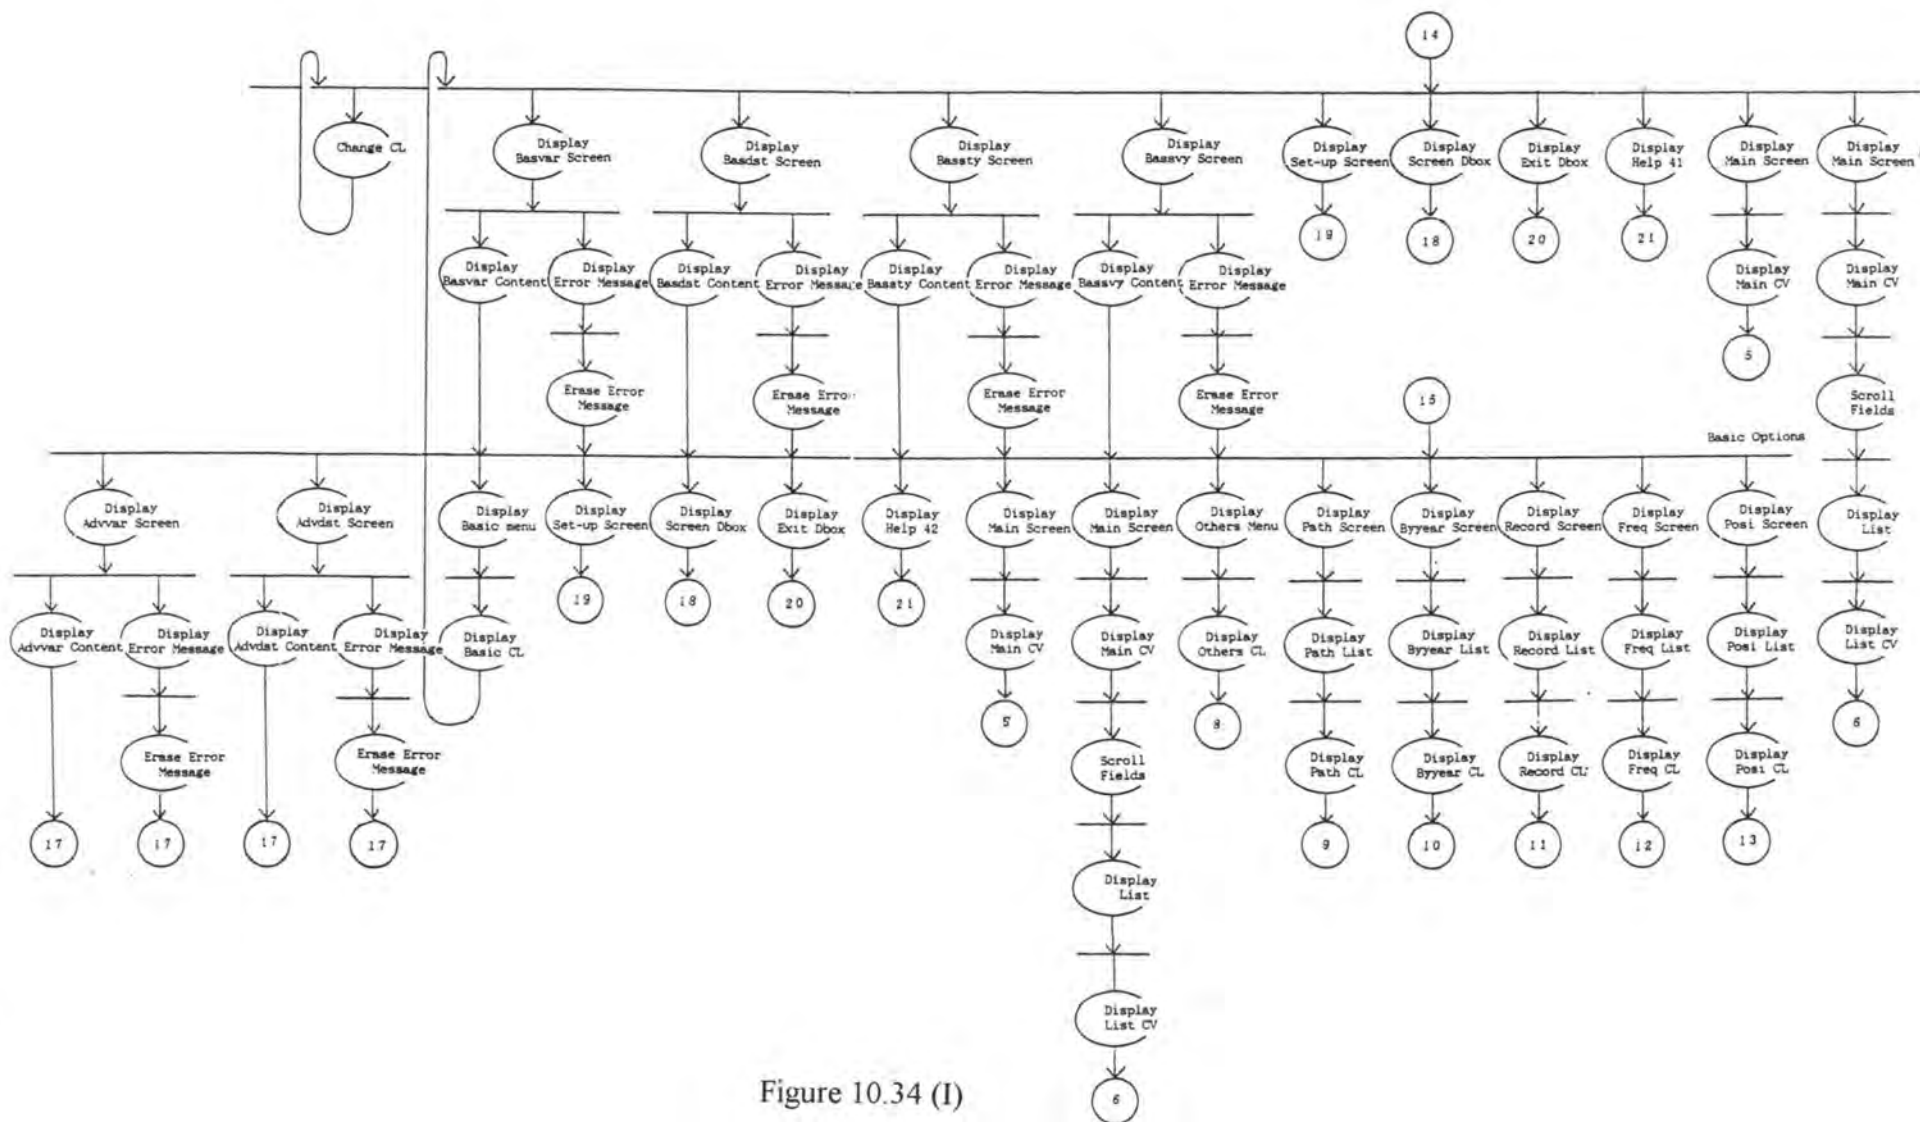 14
Change CL
Display
Basvar Screen
Display
Basdst Screen
Display
Bassty Screen
Display
Bassvy Screen
Display
Set-up Screen
Display
Screen Dbox
Display
Exit Dbox
Display
Help 41
Display
Main Screen
Display
Main Screen
19
18
20
21
Display
Basvar Content
Display
Error Message
Display
Basdst Content
Display
Error Message
Display
Bassty Content
Display
Error Message
Display
Bassvy Content
Display
Error Message
Display
Main CV
Display
Main CV
5
Erase Error
Message
Erase Error
Message
Erase Error
Message
Erase Error
Message
15
Scroll
Fields
Basic Options
Display
Advvar Screen
Display
Advdst Screen
Display
Basic menu
Display
Set-up Screen
Display
Screen Dbox
Display
Exit Dbox
Display
Help 42
Display
Main Screen
Display
Main Screen
Display
Others Menu
Display
Path Screen
Display
Byyear Screen
Display
Record Screen
Display
Freq Screen
Display
Posi Screen
Display
List
19
18
20
21
Display
Advvar Content
Display
Error Message
Display
Advdst Content
Display
Error Message
Display
Basic CL
Display
Main CV
Display
Main CV
Display
Others CL
Display
Path List
Display
Byyear List
Display
Record List
Display
Freq List
Display
Posi List
Display
List CV
5
8
6
Erase Error
Message
Erase Error
Message
Scroll
Fields
Display
Path CL
Display
Byyear CL
Display
Record CL
Display
Freq CL
Display
Posi CL
17
17
17
17
9
10
11
12
13
Display
List
Display
List CV
6
Figure 10.34 (I)